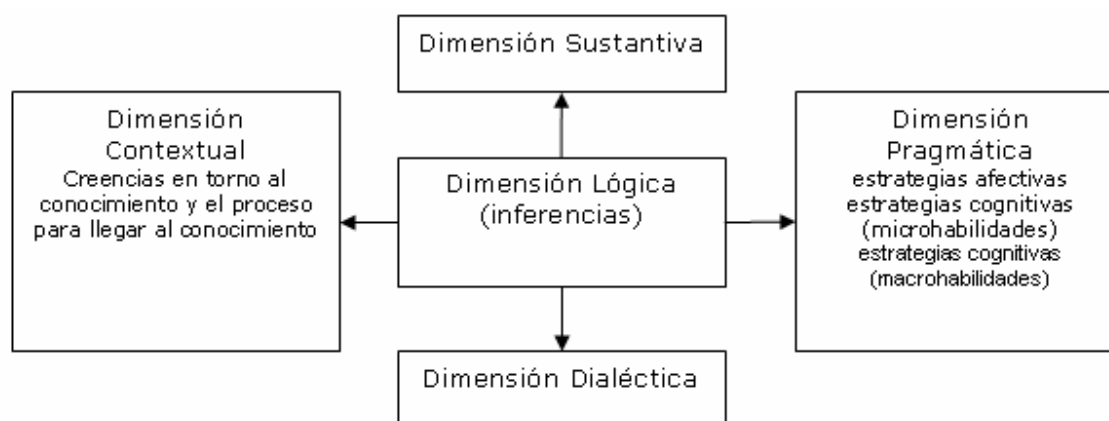 Dimensión Sustantiva
Dimensión
Contextual
Creencias en torno al
conocimiento y el proceso
para llegar al conocimiento
Dimensión Lógica
(inferencias)
Dimensión
Pragmática
estrategias afectivas
estrategias cognitivas
(microhabilidades)
estrategias cognitivas
(macrohabilidades)
Dimensión Dialéctica